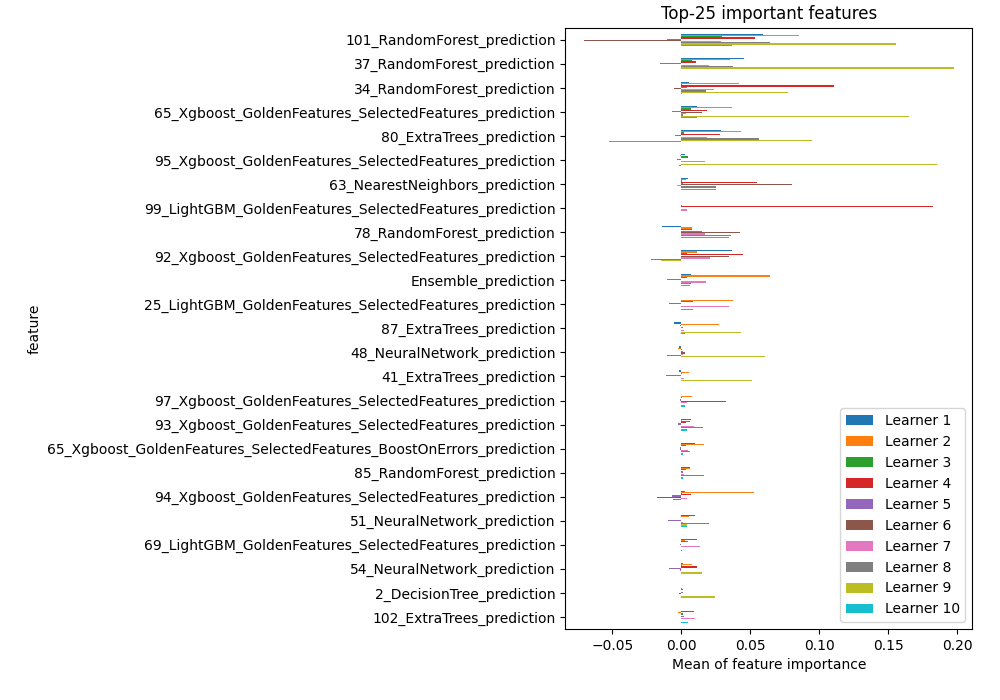 Top-25 important features
101_RandomForest_prediction
37_RandomForest_prediction
34_RandomForest_prediction
65_Xgboost_GoldenFeatures_SelectedFeatures_prediction
80_ExtraTrees_prediction
95_Xgboost_GoldenFeatures_SelectedFeatures_prediction
63_NearestNeighbors_prediction
99_LightGBM_GoldenFeatures_SelectedFeatures_prediction
78_RandomForest_prediction
92_Xgboost_GoldenFeatures_SelectedFeatures_prediction
Ensemble_prediction
25_LightGBM_GoldenFeatures_SelectedFeatures_prediction
87_ExtraTrees_prediction
48_NeuralNetwork_prediction
41_ExtraTrees_prediction
97_Xgboost_GoldenFeatures_SelectedFeatures_prediction
93_Xgboost_GoldenFeatures_SelectedFeatures_prediction
65_Xgboost_GoldenFeatures_SelectedFeatures_BoostOnErrors_prediction
85_RandomForest_prediction
94_Xgboost_GoldenFeatures_SelectedFeatures_prediction
51_NeuralNetwork_prediction
69_LightGBM_GoldenFeatures_SelectedFeatures_prediction
54_NeuralNetwork_prediction
2_DecisionTree_prediction
102_ExtraTrees_prediction
feature
Learner 1
Learner 2
Learner 3
Learner 4
Learner 5
Learner 6
Learner 7
Learner 8
Learner 9
Learner 10
−0.05 0.00 0.05 0.10 0.15 0.20
Mean of feature importance